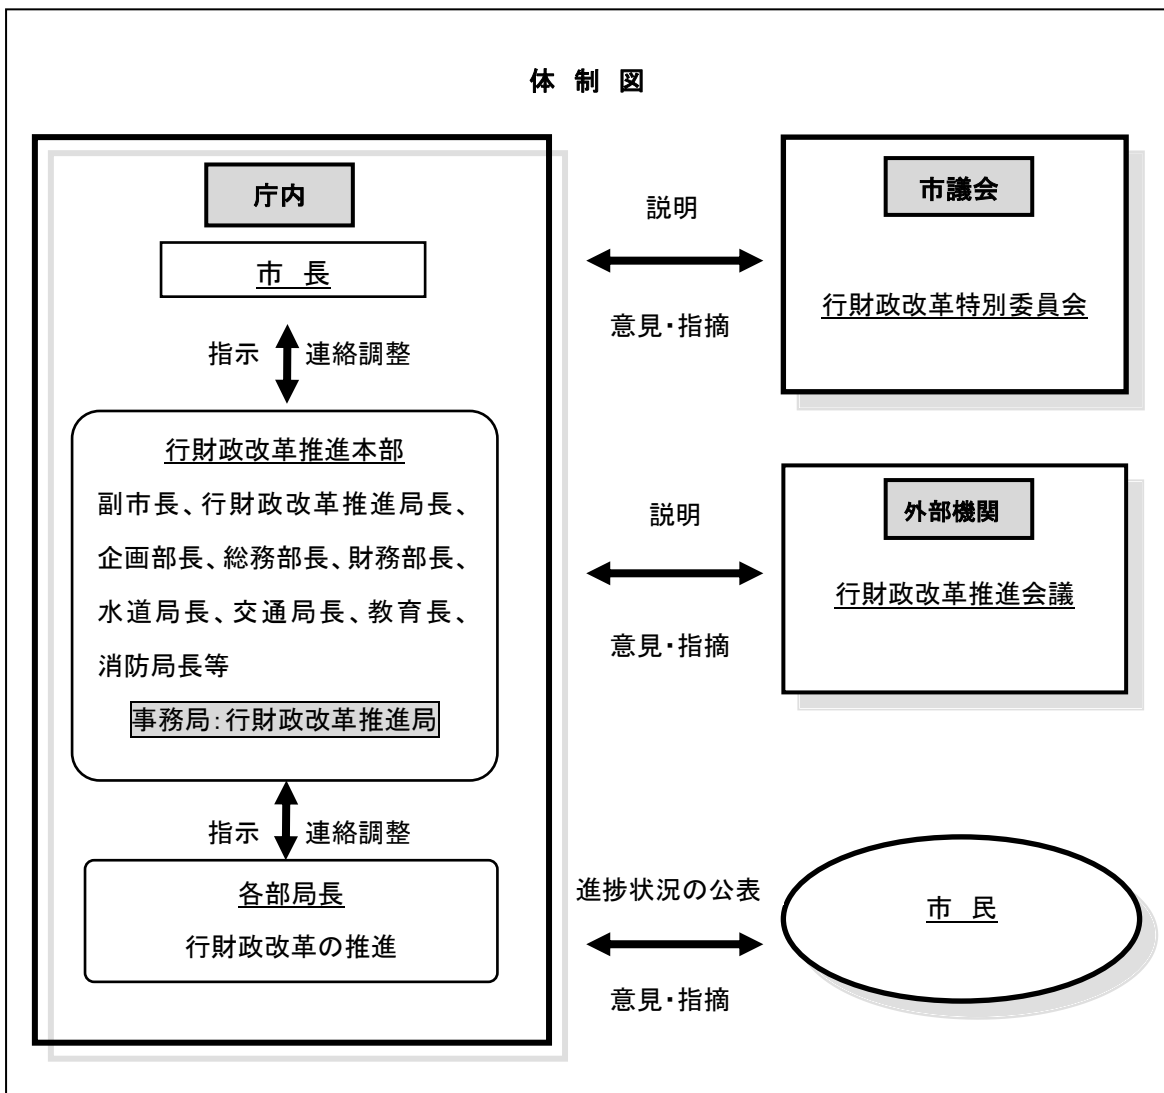 体 制 図
庁内
市 長
指示 連絡調整
行財政改革推進本部
副市長、行財政改革推進局長、
企画部長、総務部長、財務部長、
水道局長、交通局長、教育長、
消防局長等
事務局：行財政改革推進局
指示 連絡調整
各部局長
行財政改革の推進
説明
意見・指摘
市議会
行財政改革特別委員会
説明
意見・指摘
外部機関
行財政改革推進会議
進捗状況の公表
意見・指摘
市 民